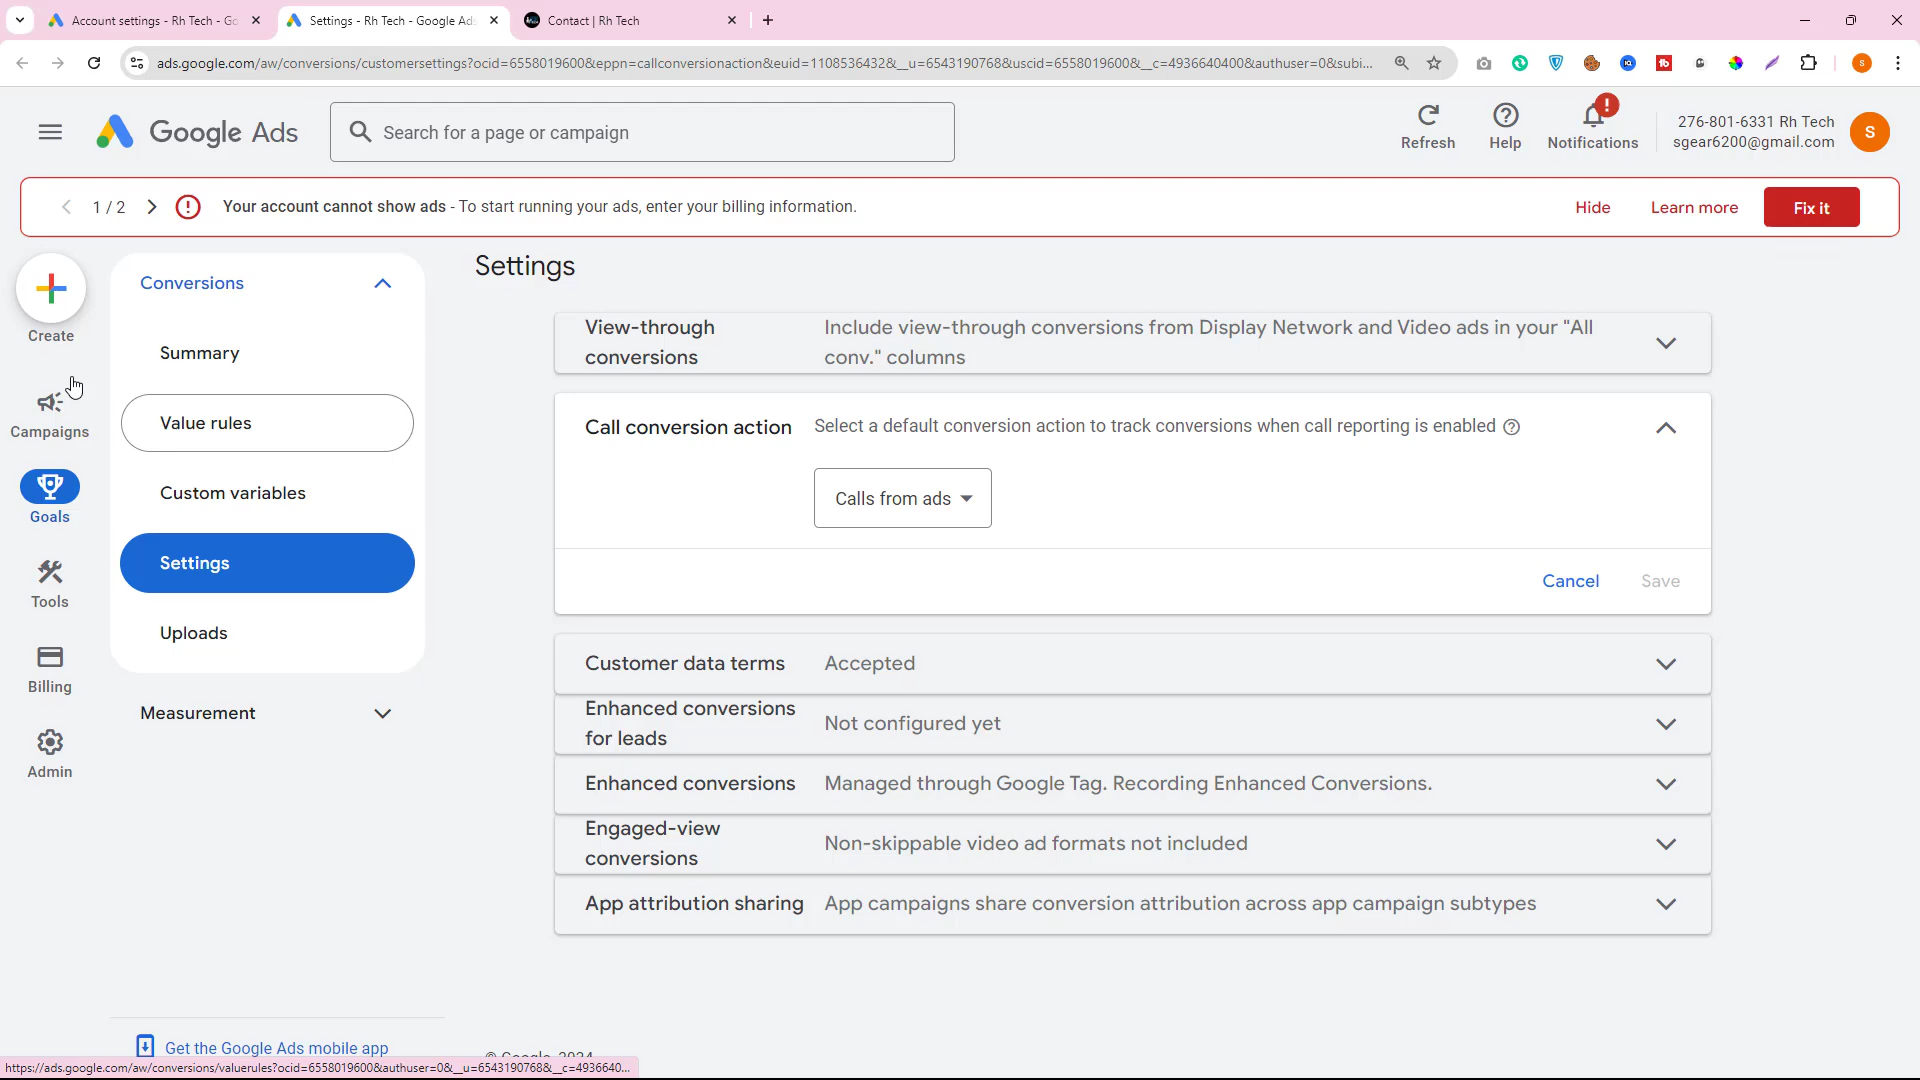 Account settings - Rh Tech - Go
Settings - Rh Tech - Google Ads
Contact | Rh Tech
ads.google.com/aw/conversions/customersettings?ocid=6558019600&eppn=callconversionaction&euid=1108536432&__u=6543190768&uscid=6558019600&__c=4936640400&authuser=0&subi...
Google Ads
Search for a page or campaign
Refresh
Help
Notifications
276-801-6331 Rh Tech
sgear6200@gmail.com
S
1 / 2
Your account cannot show ads - To start running your ads, enter your billing information.
Hide
Learn more
Fix it
Create
Campaigns
Goals
Tools
Billing
Admin
Conversions
Summary
Value rules
Custom variables
Settings
Uploads
Measurement
Get the Google Ads mobile app
Settings
View-through
conversions
Include view-through conversions from Display Network and Video ads in your "All
conv." columns
Call conversion action
Select a default conversion action to track conversions when call reporting is enabled
Calls from ads
Cancel
Save
Customer data terms
Accepted
Enhanced conversions
for leads
Not configured yet
Enhanced conversions
Managed through Google Tag. Recording Enhanced Conversions.
Engaged-view
conversions
Non-skippable video ad formats not included
App attribution sharing
App campaigns share conversion attribution across app campaign subtypes
© Google, 2024
https://ads.google.com/aw/conversions/valuerules?ocid=6558019600&authuser=0&__u=6543190768&__c=4936640...